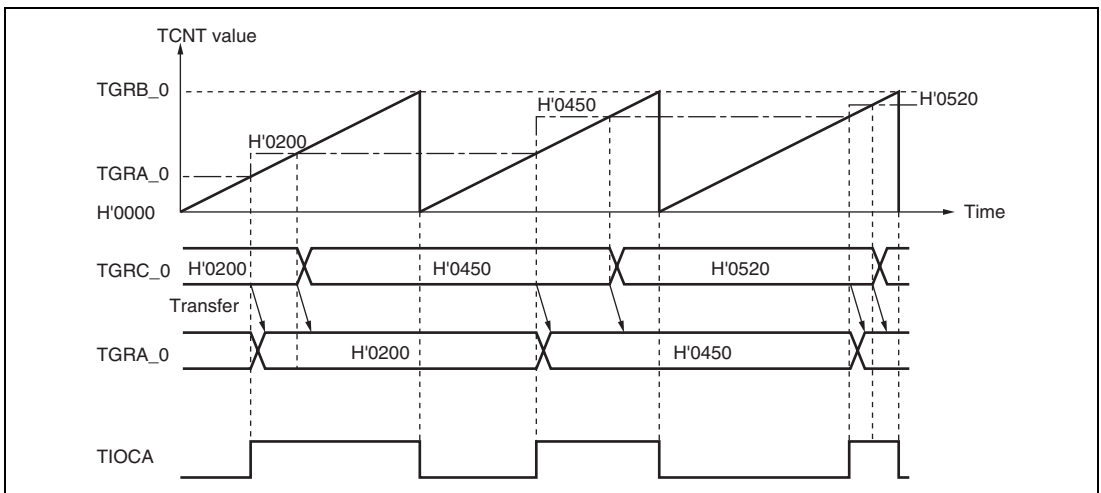 TCNT value
TGRB_0
H'0450
H'0520
H'0200
TGRA_0
H'0000
Time
TGRC_0
H'0200
H'0450
H'0520
Transfer
TGRA_0
H'0200
H'0450
TIOCA